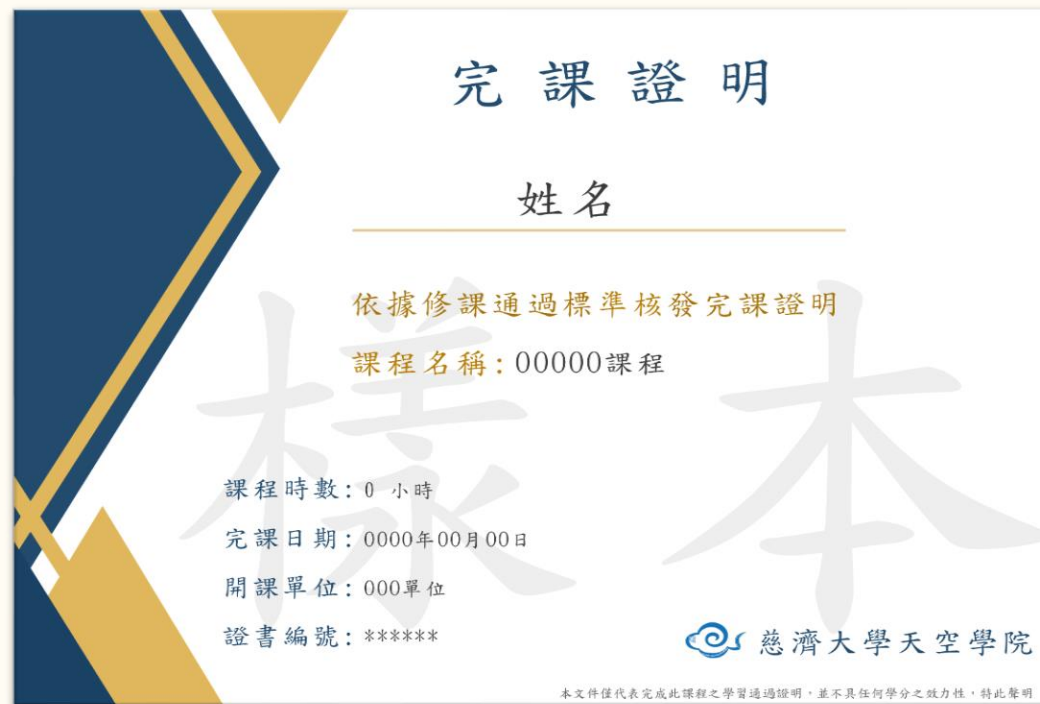 完課證明
姓名
依據修課通過標準核發完課證明
課程名稱：00000課程
樣本
課程時數：0 小時
完課日期：0000年00月00日
開課單位：000單位
證書編號：******
慈濟大學天空學院
本文件僅代表完成此課程之學習通過證明，並不具任何學分之效力性，特此聲明